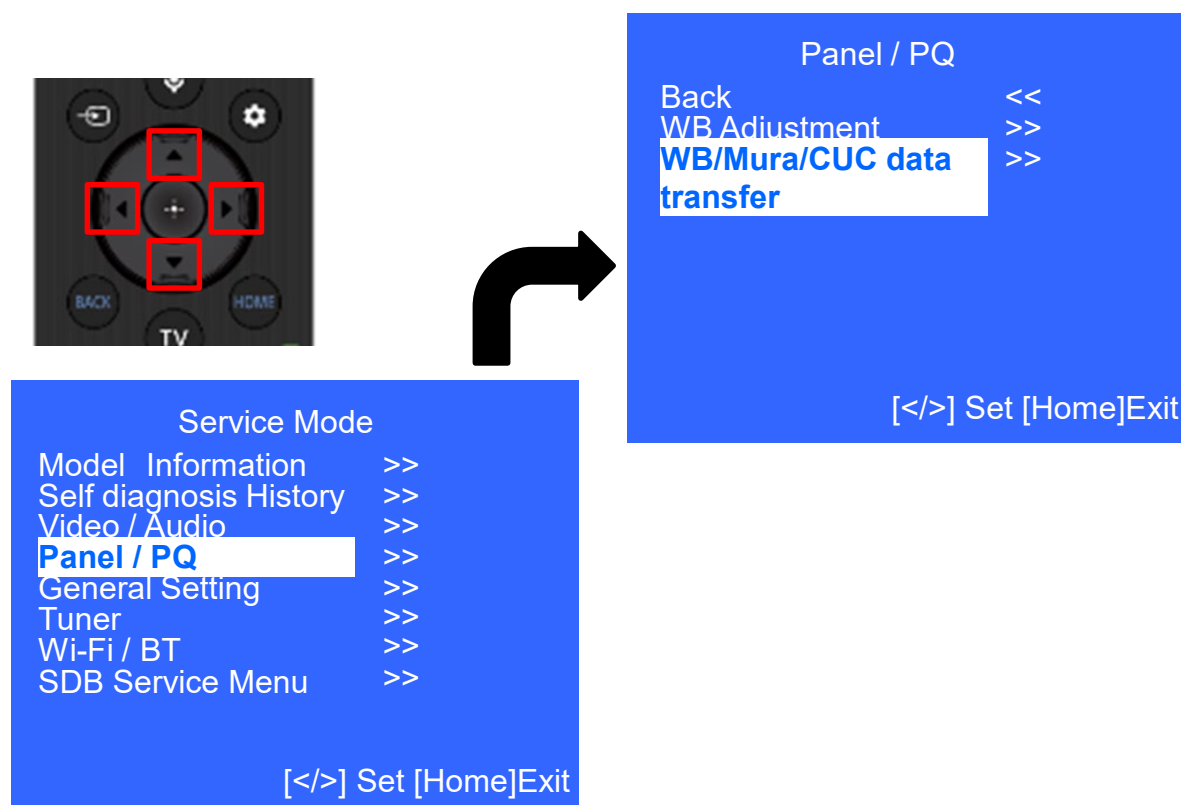 BACK
HOME
TV
Service Mode
Model Information >>
Self diagnosis History >>
Video / Audio >>
Panel / PQ >>
General Setting >>
Tuner >>
Wi-Fi / BT >>
SDB Service Menu >>
[</>] Set [Home]Exit
Panel / PQ
Back <<
WB Adjustment >>
WB/Mura/CUC data >>
transfer
[</>] Set [Home]Exit